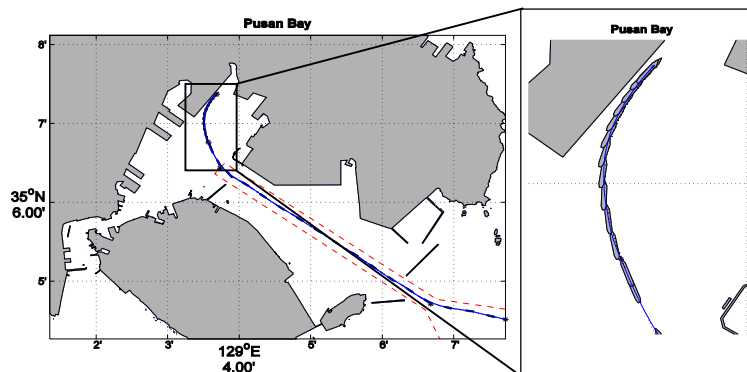 Pusan Bay
Pusan Bay
8'
7'
35°N
6.00'
5'
2' 3' 129°E 5' 6' 7'
4.00'